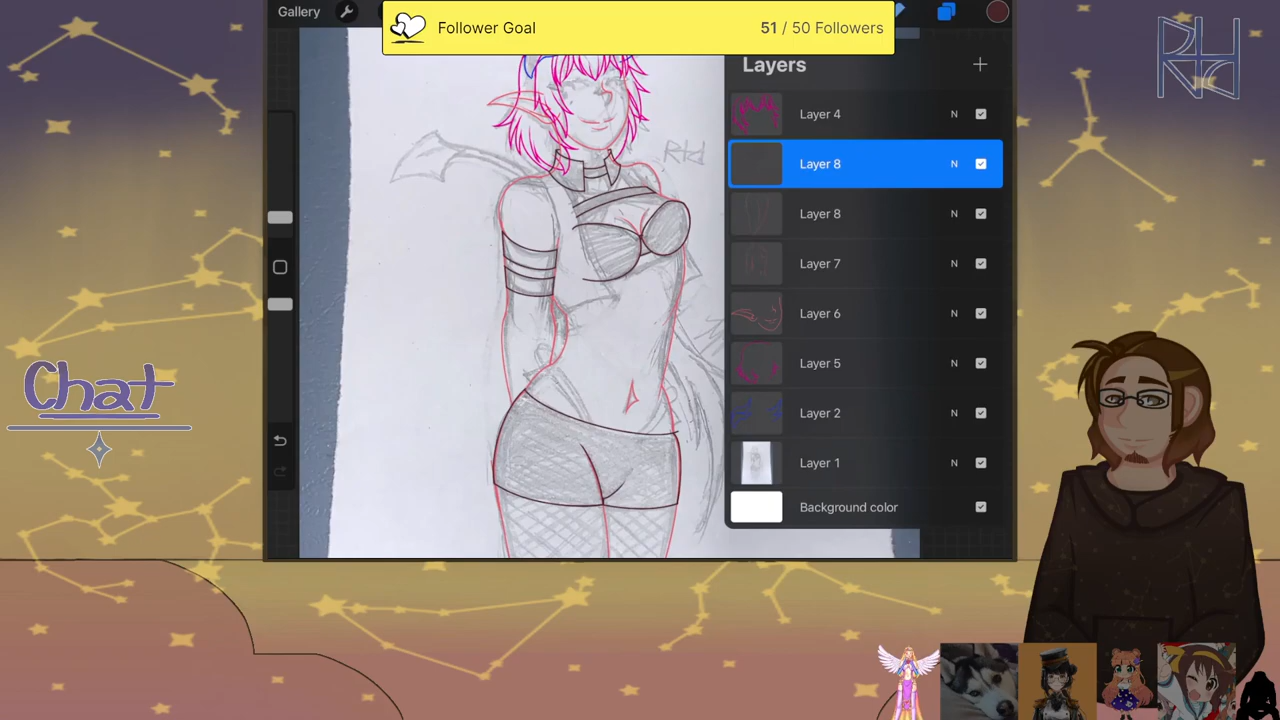 Gallery
Follower Goal
51 / 50 Followers
Layers
Layer 4
N
Layer 8
N
Layer 8
N
Layer 7
N
Layer 6
N
Layer 5
N
Layer 2
N
Layer 1
N
Background color
Chat